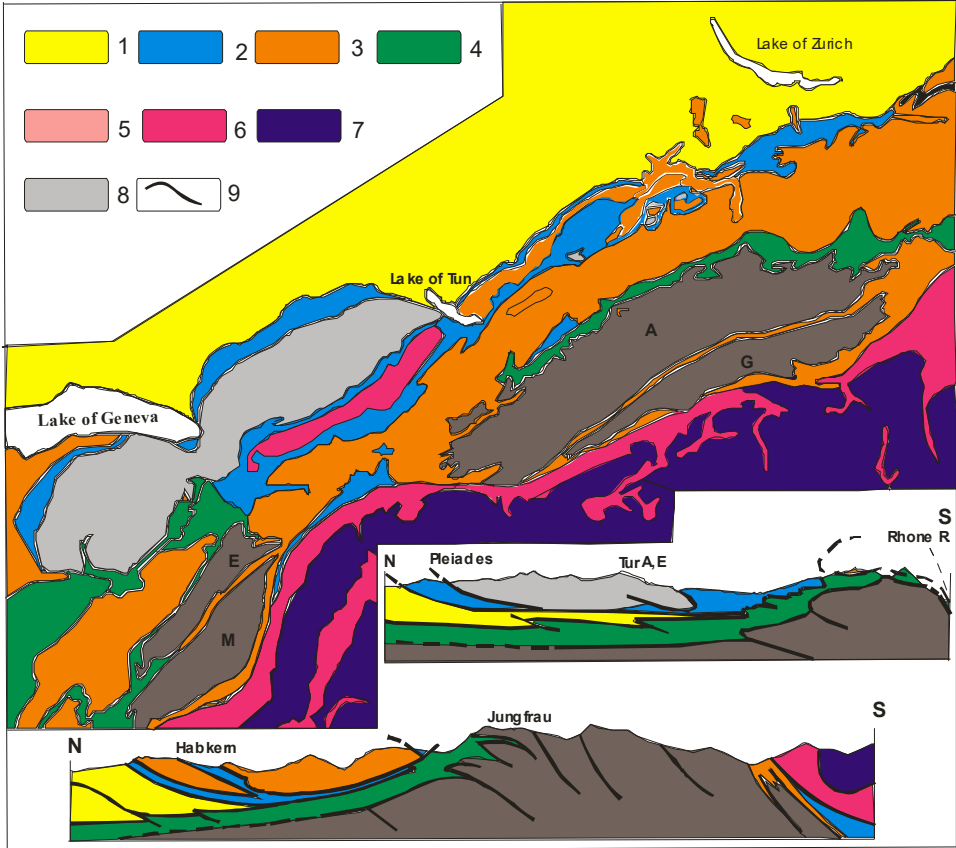 1 2 3 4
Lake of Zurich
5 6 7
8 9
Lake of Tun
A
G
Lake of Geneva
E
M
S
N Pleiades Tur A, E Rhone R
Jungfrau
S
N
Habkern